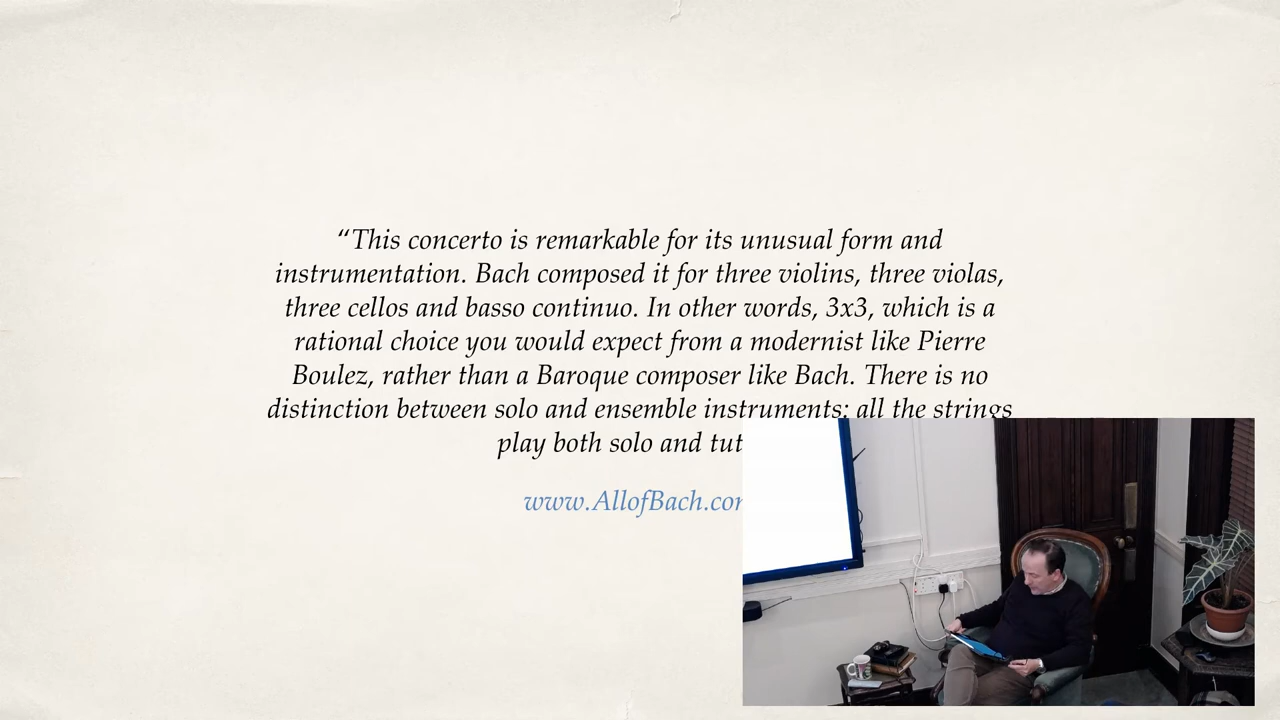 “This concerto is remarkable for its unusual form and
instrumentation. Bach composed it for three violins, three violas,
three cellos and basso continuo. In other words, 3x3, which is a
rational choice you would expect from a modernist like Pierre
Boulez, rather than a Baroque composer like Bach. There is no
distinction between solo and ensemble instruments: all the strings
play both solo and
www.AllofBach.com